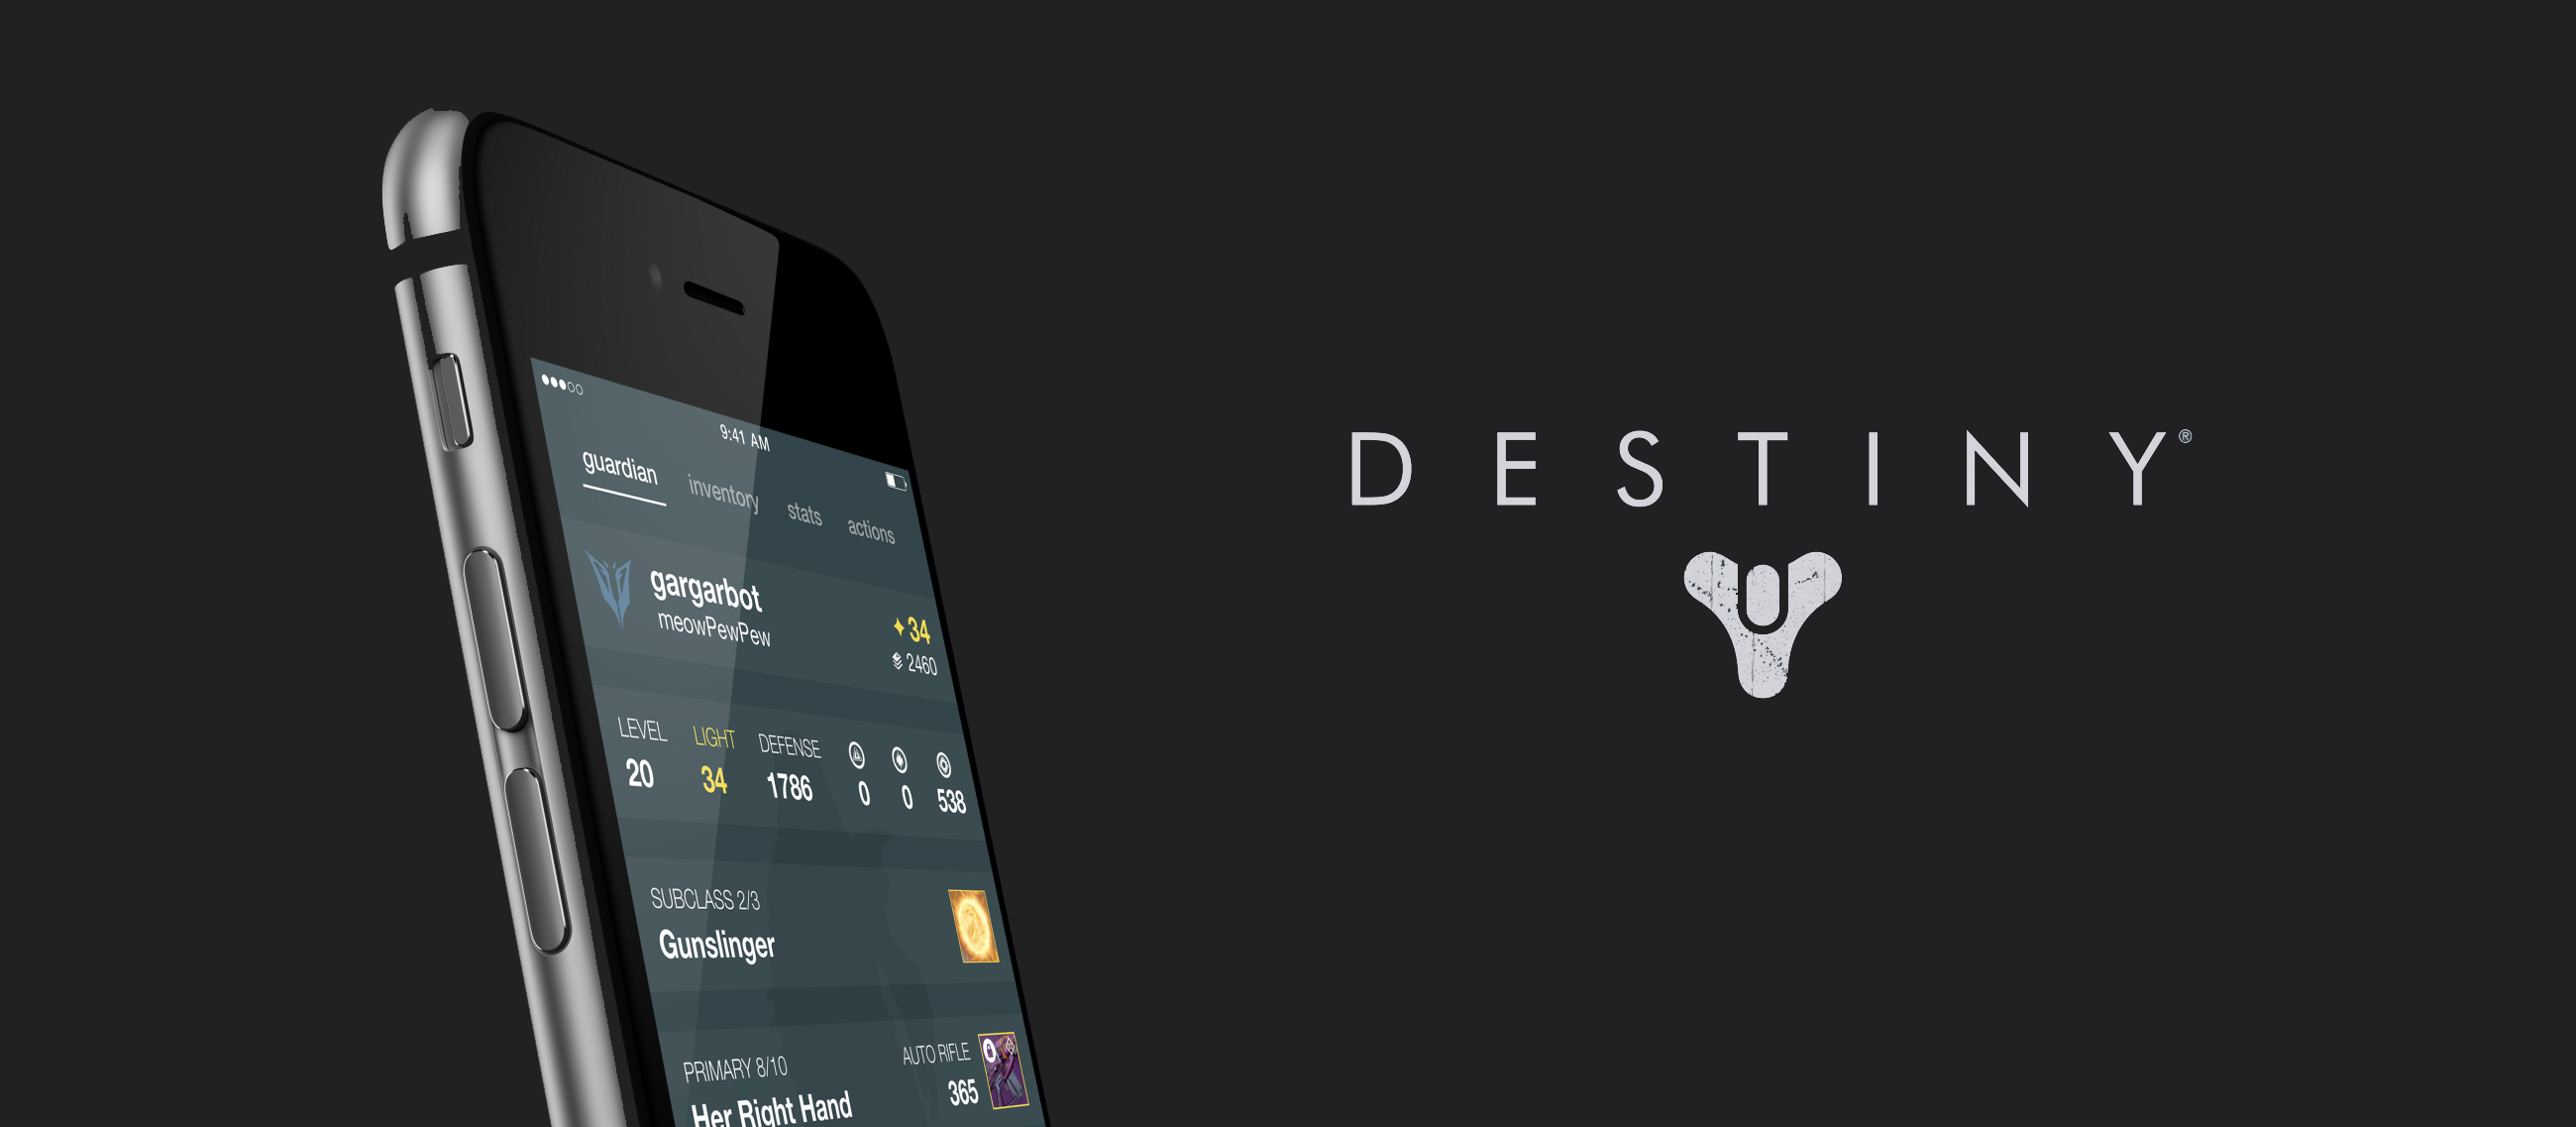 9:41 AM
guardian inventory stats actions
gargarbot
meowPewPew
34
2460
LEVEL LIGHT DEFENSE
20 34 1786 0 0 538
SUBCLASS 2/3
Gunslinger
PRIMARY 8/10 AUTO RIFLE
Her Right Hand 365
DESTINY®